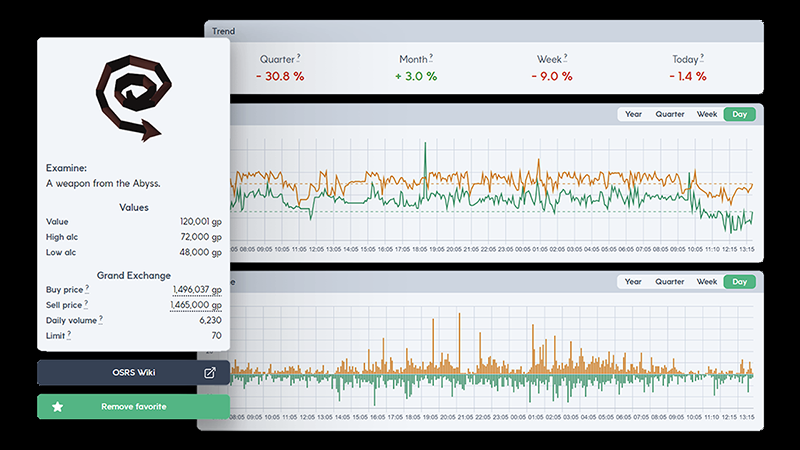 Trend
Quarter ?
- 30.8 %
Month ?
+ 3.0 %
Week ?
- 9.0 %
Today ?
- 1.4 %
Examine:
A weapon from the Abyss.
Values
Value 120,001 gp
High alc 72,000 gp
Low alc 48,000 gp
Grand Exchange
Buy price ? 1,496,037 gp
Sell price ? 1,465,000 gp
Daily volume ? 6,230
Limit ? 70
OSRS Wiki
Remove favorite
Year Quarter Week Day
08:05 09:05 10:05 11:05 12:05 13:05 14:05 15:05 16:05 17:05 18:05 19:05 20:05 21:05 22:05 23:05 00:05 01:05 02:05 03:05 04:05 05:05 06:05 07:05 08:05 09:05 10:05 11:10 12:10 13:15
Year Quarter Week Day
08:05 09:05 10:05 11:05 12:05 13:05 14:05 15:05 16:05 17:05 18:05 19:05 20:05 21:05 22:05 23:05 00:05 01:05 02:05 03:05 04:05 05:05 06:05 07:05 08:05 09:05 10:05 11:10 12:10 13:15